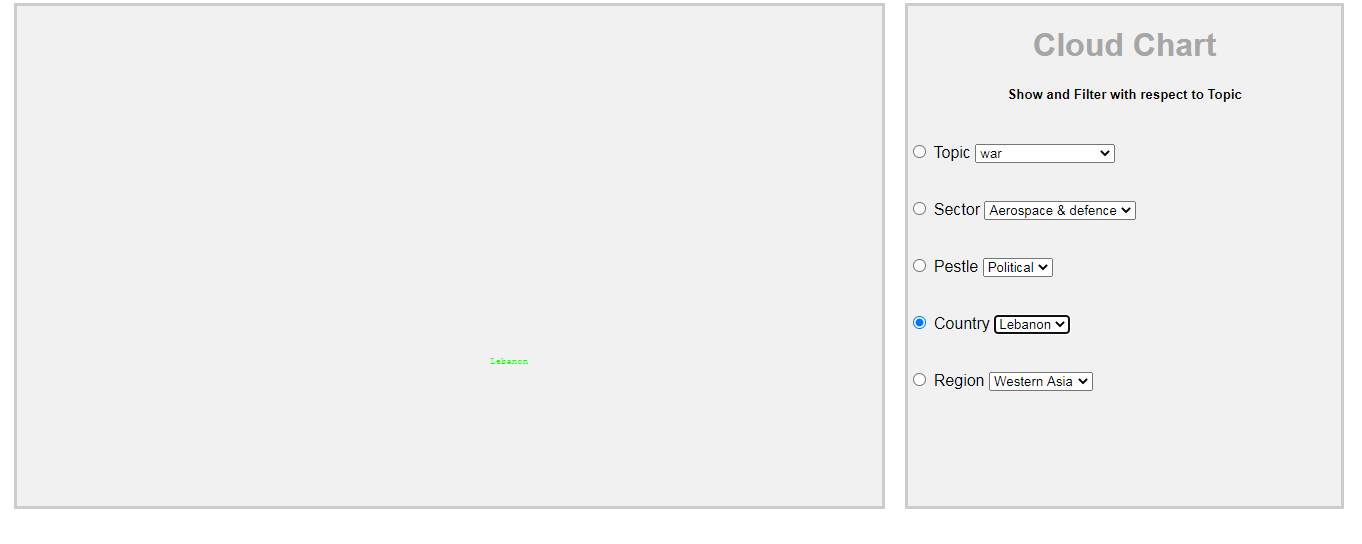 Cloud Chart
Show and Filter with respect to Topic
Topic war
Sector Aerospace & defence
Pestle Political
Country Lebanon
Region Western Asia
Lebanon